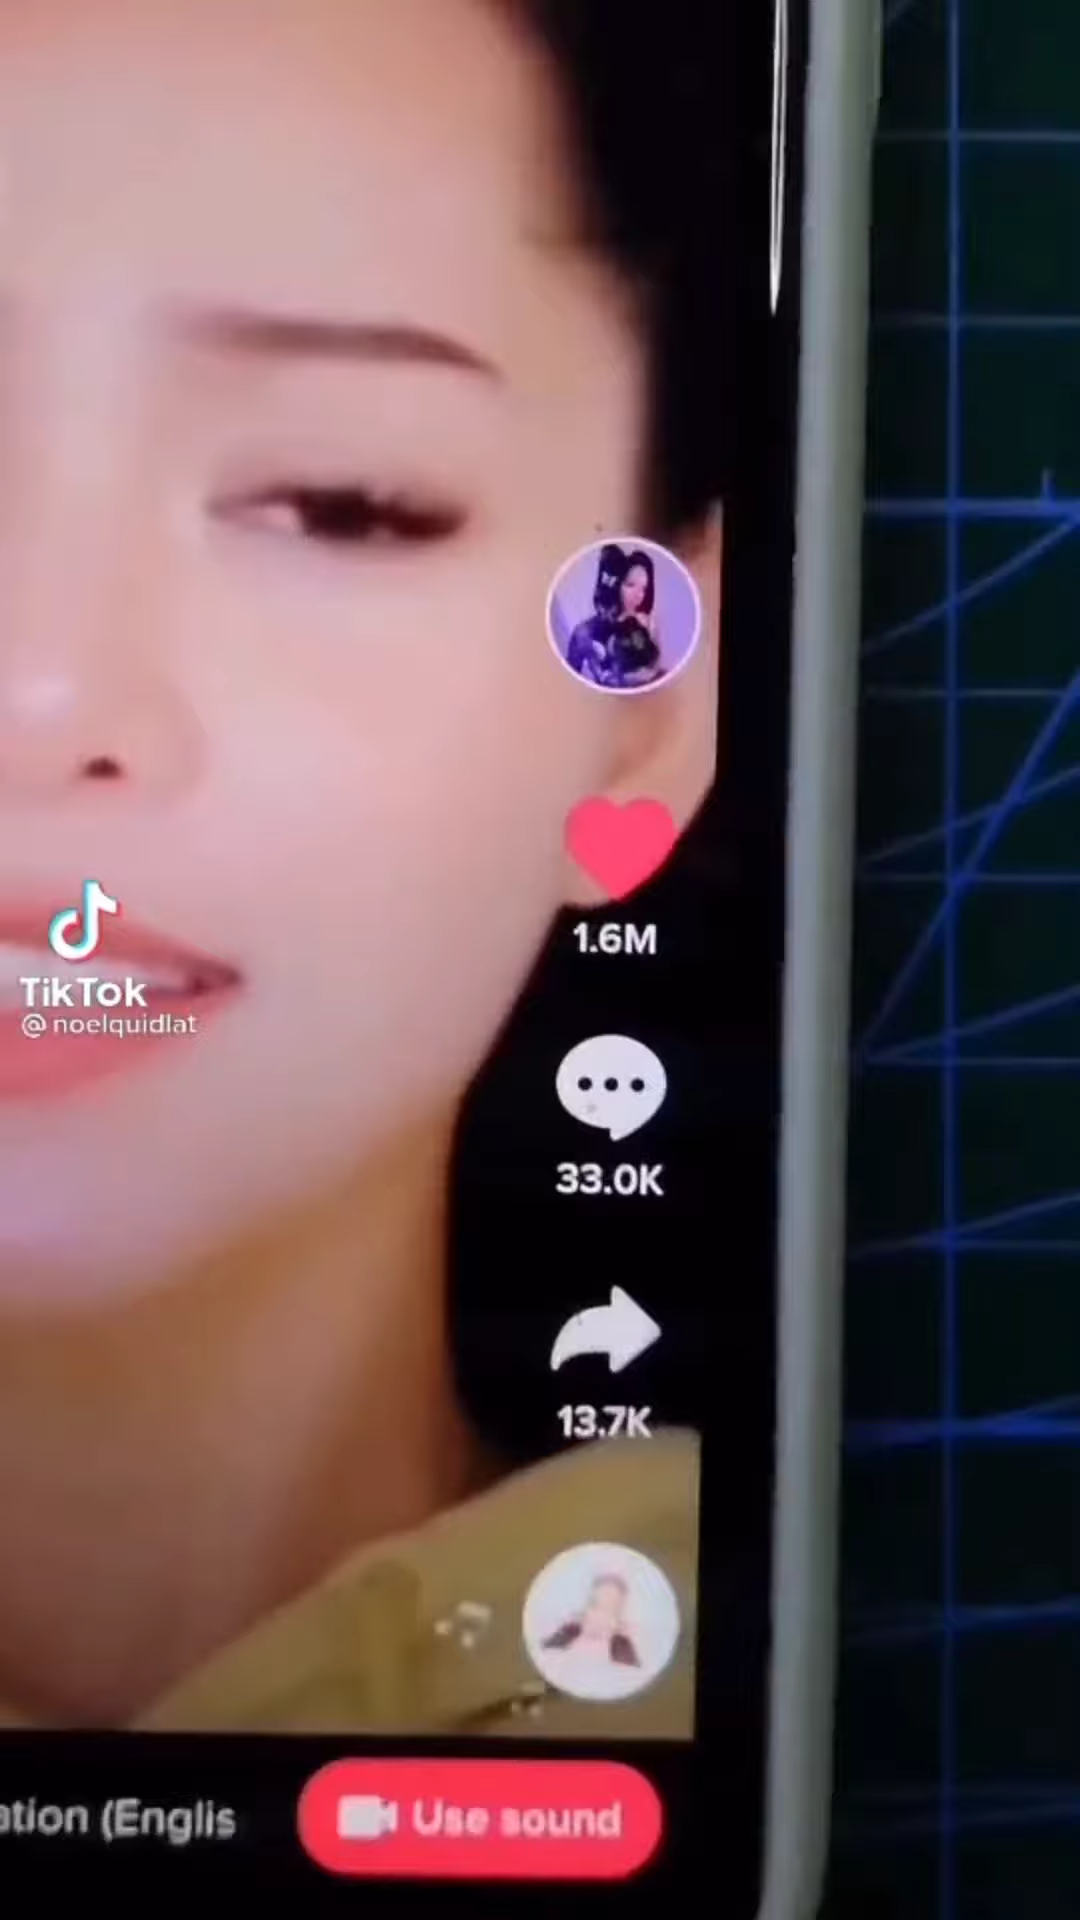 1.6M
TikTok
@noelquidlat
33.0K
13.7K
ation (Englis
Use sound